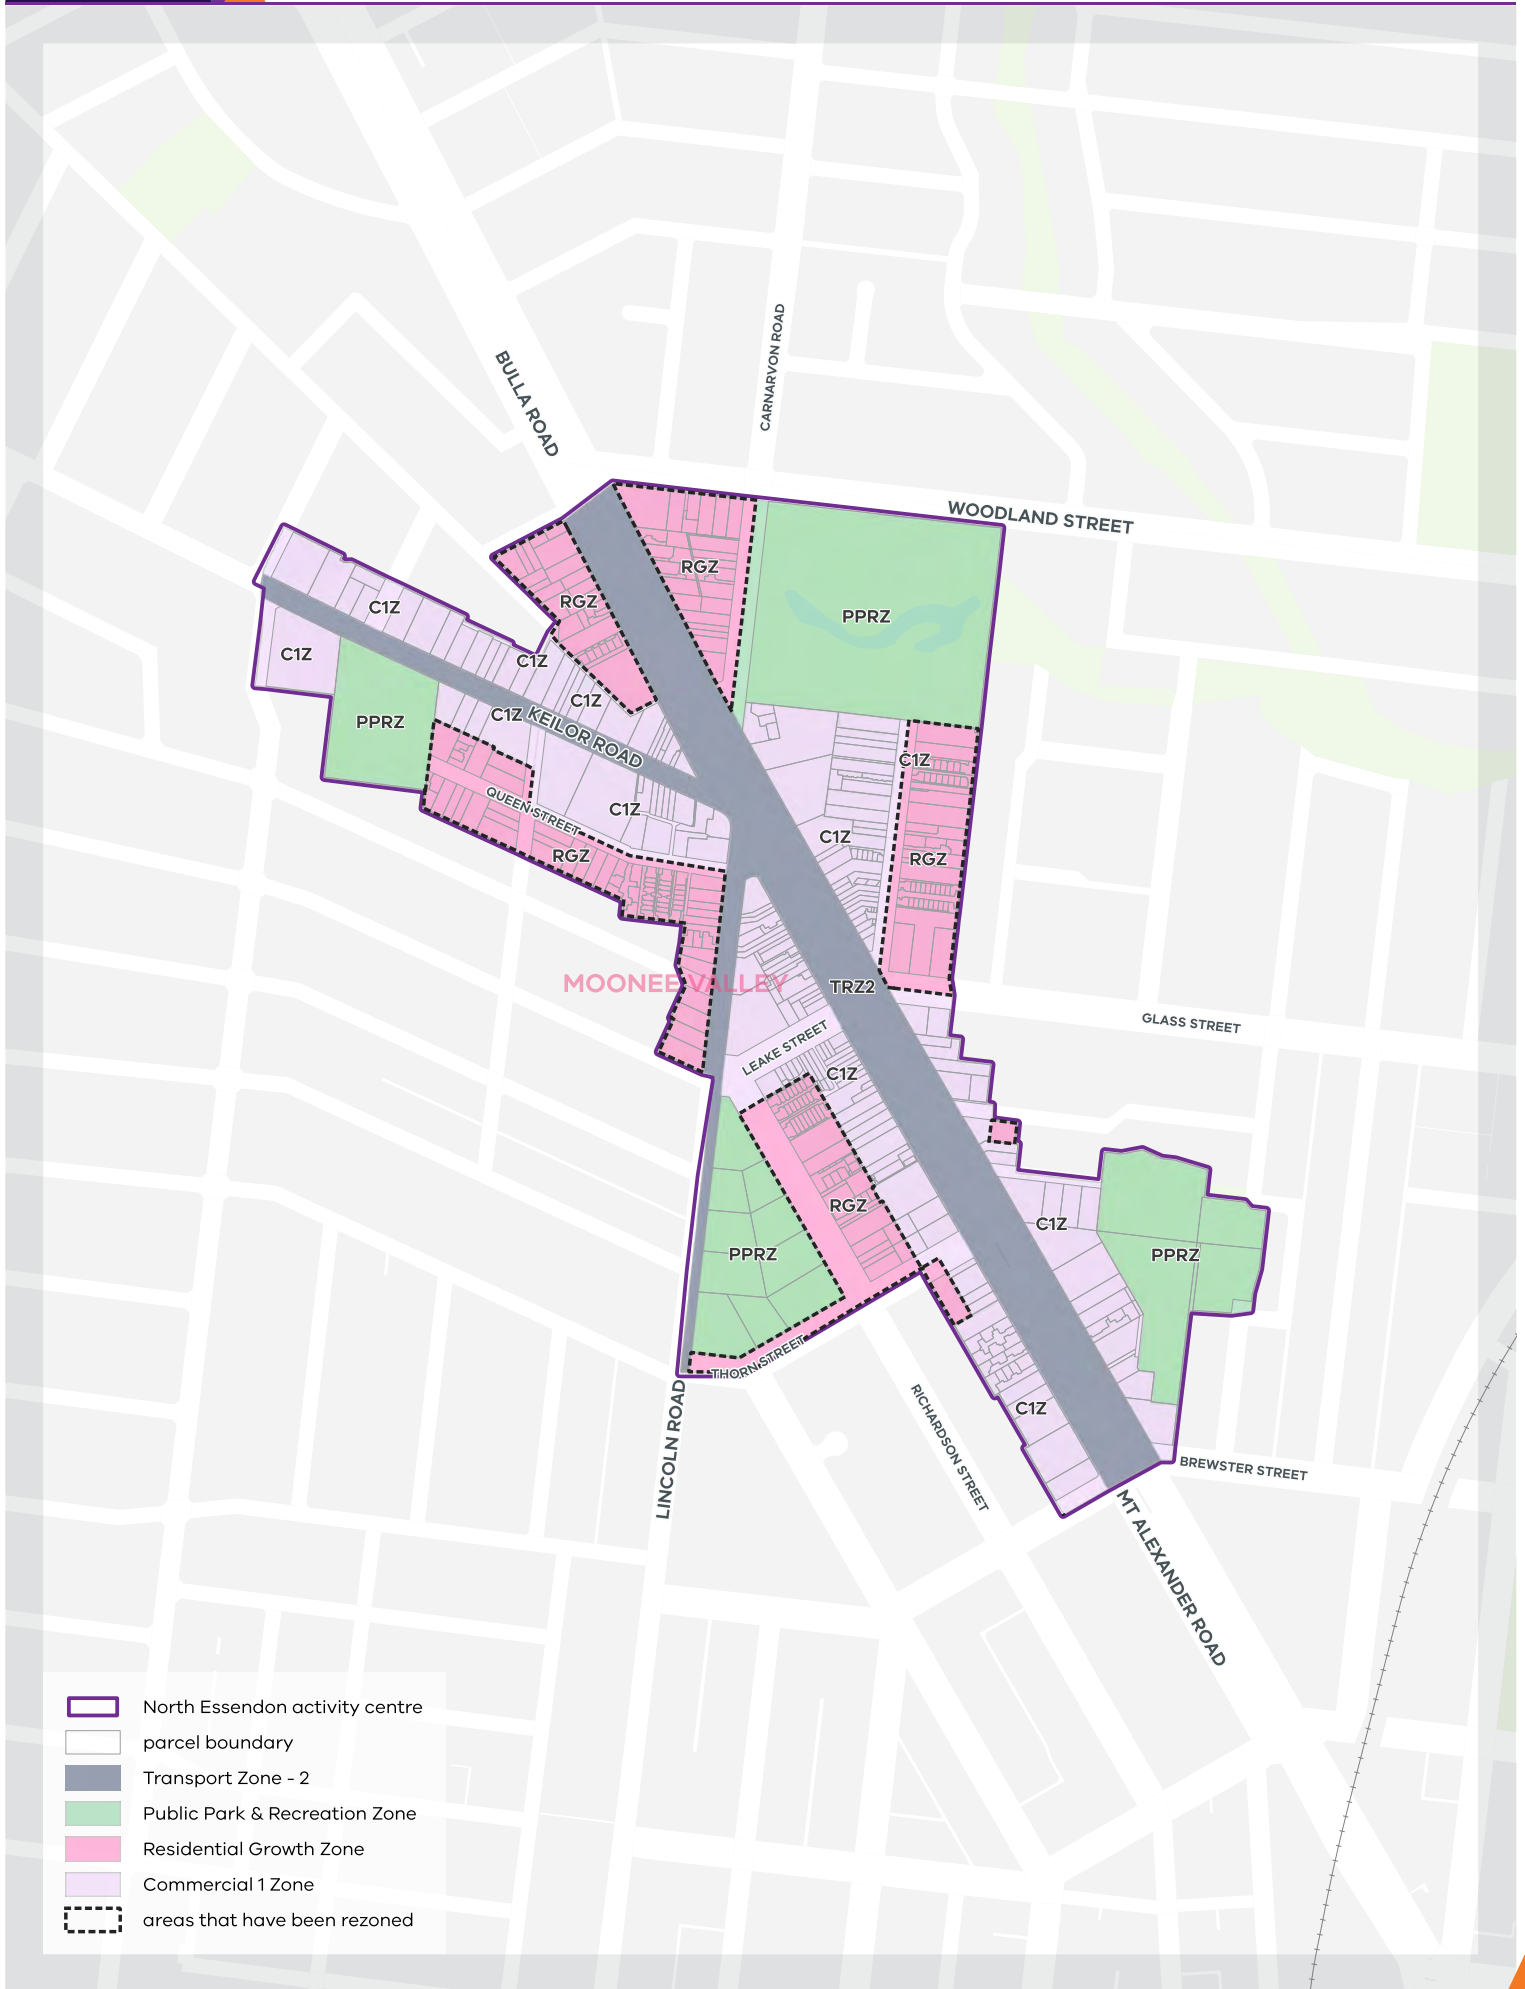 CARNARVON ROAD
BULLA ROAD
WOODLAND STREET
RGZ
RGZ
C1Z
PPRZ
C1Z
C1Z
C1Z
PPRZ
C1Z
KEILOR ROAD
C1Z
QUEEN STREET
C1Z
C1Z
RGZ
RGZ
MOONEE VALLEY
TRZ2
GLASS STREET
LEAKE STREET
C1Z
RGZ
C1Z
PPRZ
PPRZ
THORN STREET
LINCOLN ROAD
RICHARDSON STREET
C1Z
BREWSTER STREET
MT ALEXANDER ROAD
North Essendon activity centre
parcel boundary
Transport Zone - 2
Public Park & Recreation Zone
Residential Growth Zone
Commercial 1 Zone
areas that have been rezoned